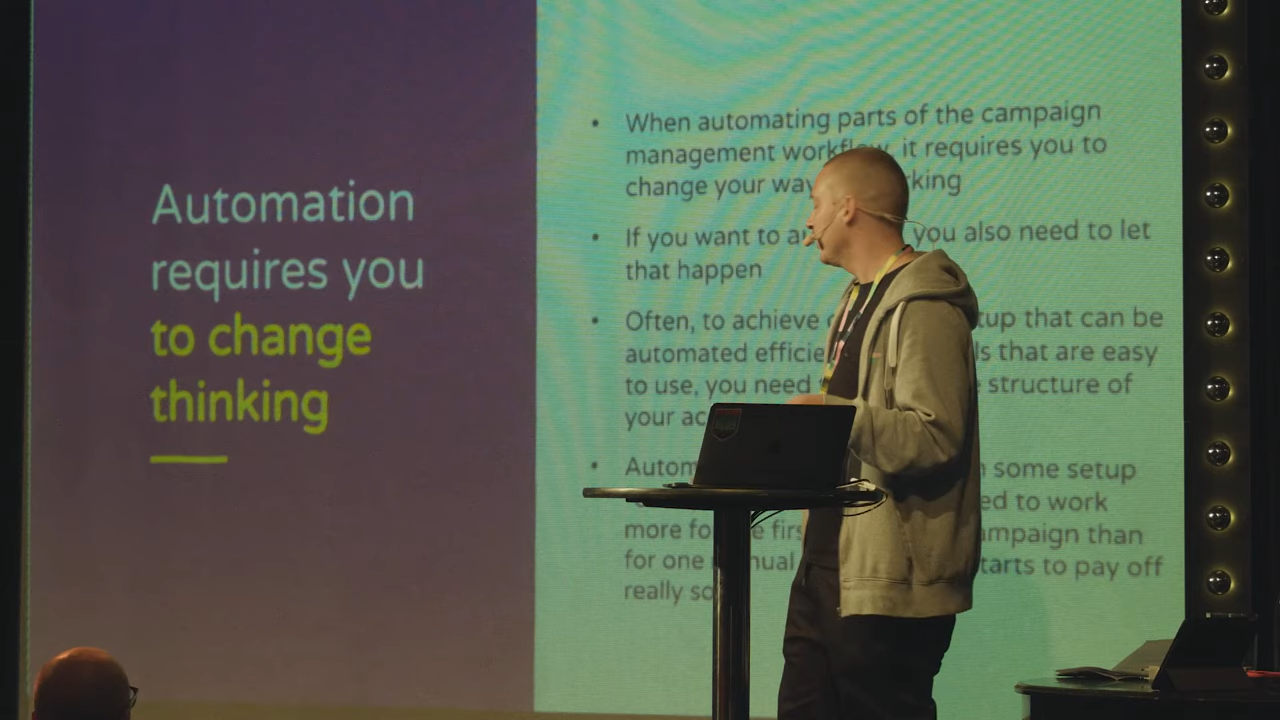 Automation
requires you
to change
thinking
• When automating parts of the campaign
management workflow, it requires you to
change your way rking
• If you want to au you also need to let
that happen
• Often, to achieve tup that can be
automated efficie ls that are easy
to use, you need structure of
your ac
• Autom some setup
ed to work
more fo e firs ampaign than
for one nual tarts to pay off
really so